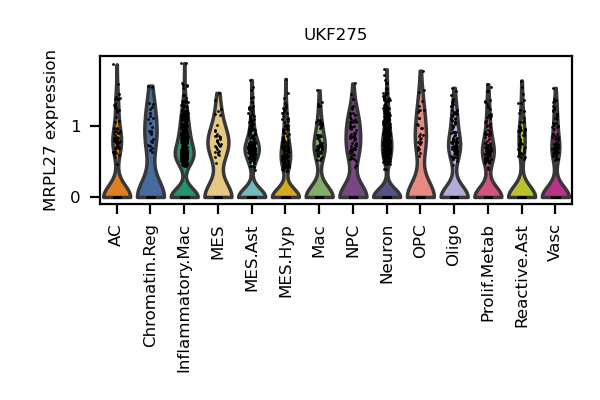 UKF275
MRPL27 expression
1
0
AC
Chromatin.Reg
Inflammatory.Mac
MES
MES.Ast
MES.Hyp
Mac
NPC
Neuron
OPC
Oligo
Prolif.Metab
Reactive.Ast
Vasc